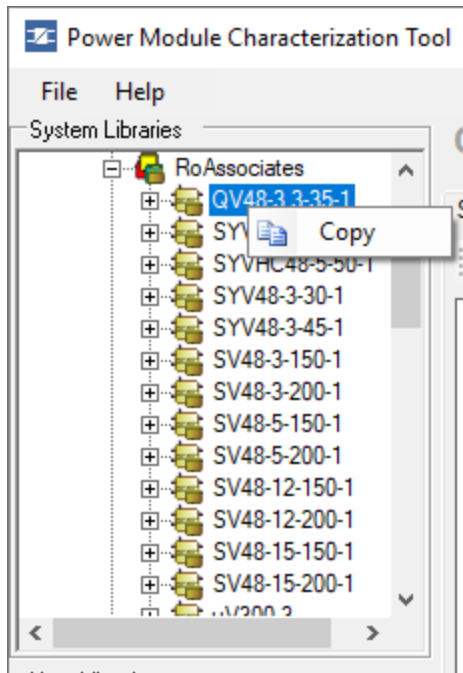 Power Module Characterization Tool
File Help
System Libraries
RoAssociates
QV48-3.3-35-1
Copy
SYVHC48-5-50-1
SYV48-3-30-1
SYV48-3-45-1
SV48-3-150-1
SV48-3-200-1
SV48-5-150-1
SV48-5-200-1
SV48-12-150-1
SV48-12-200-1
SV48-15-150-1
SV48-15-200-1